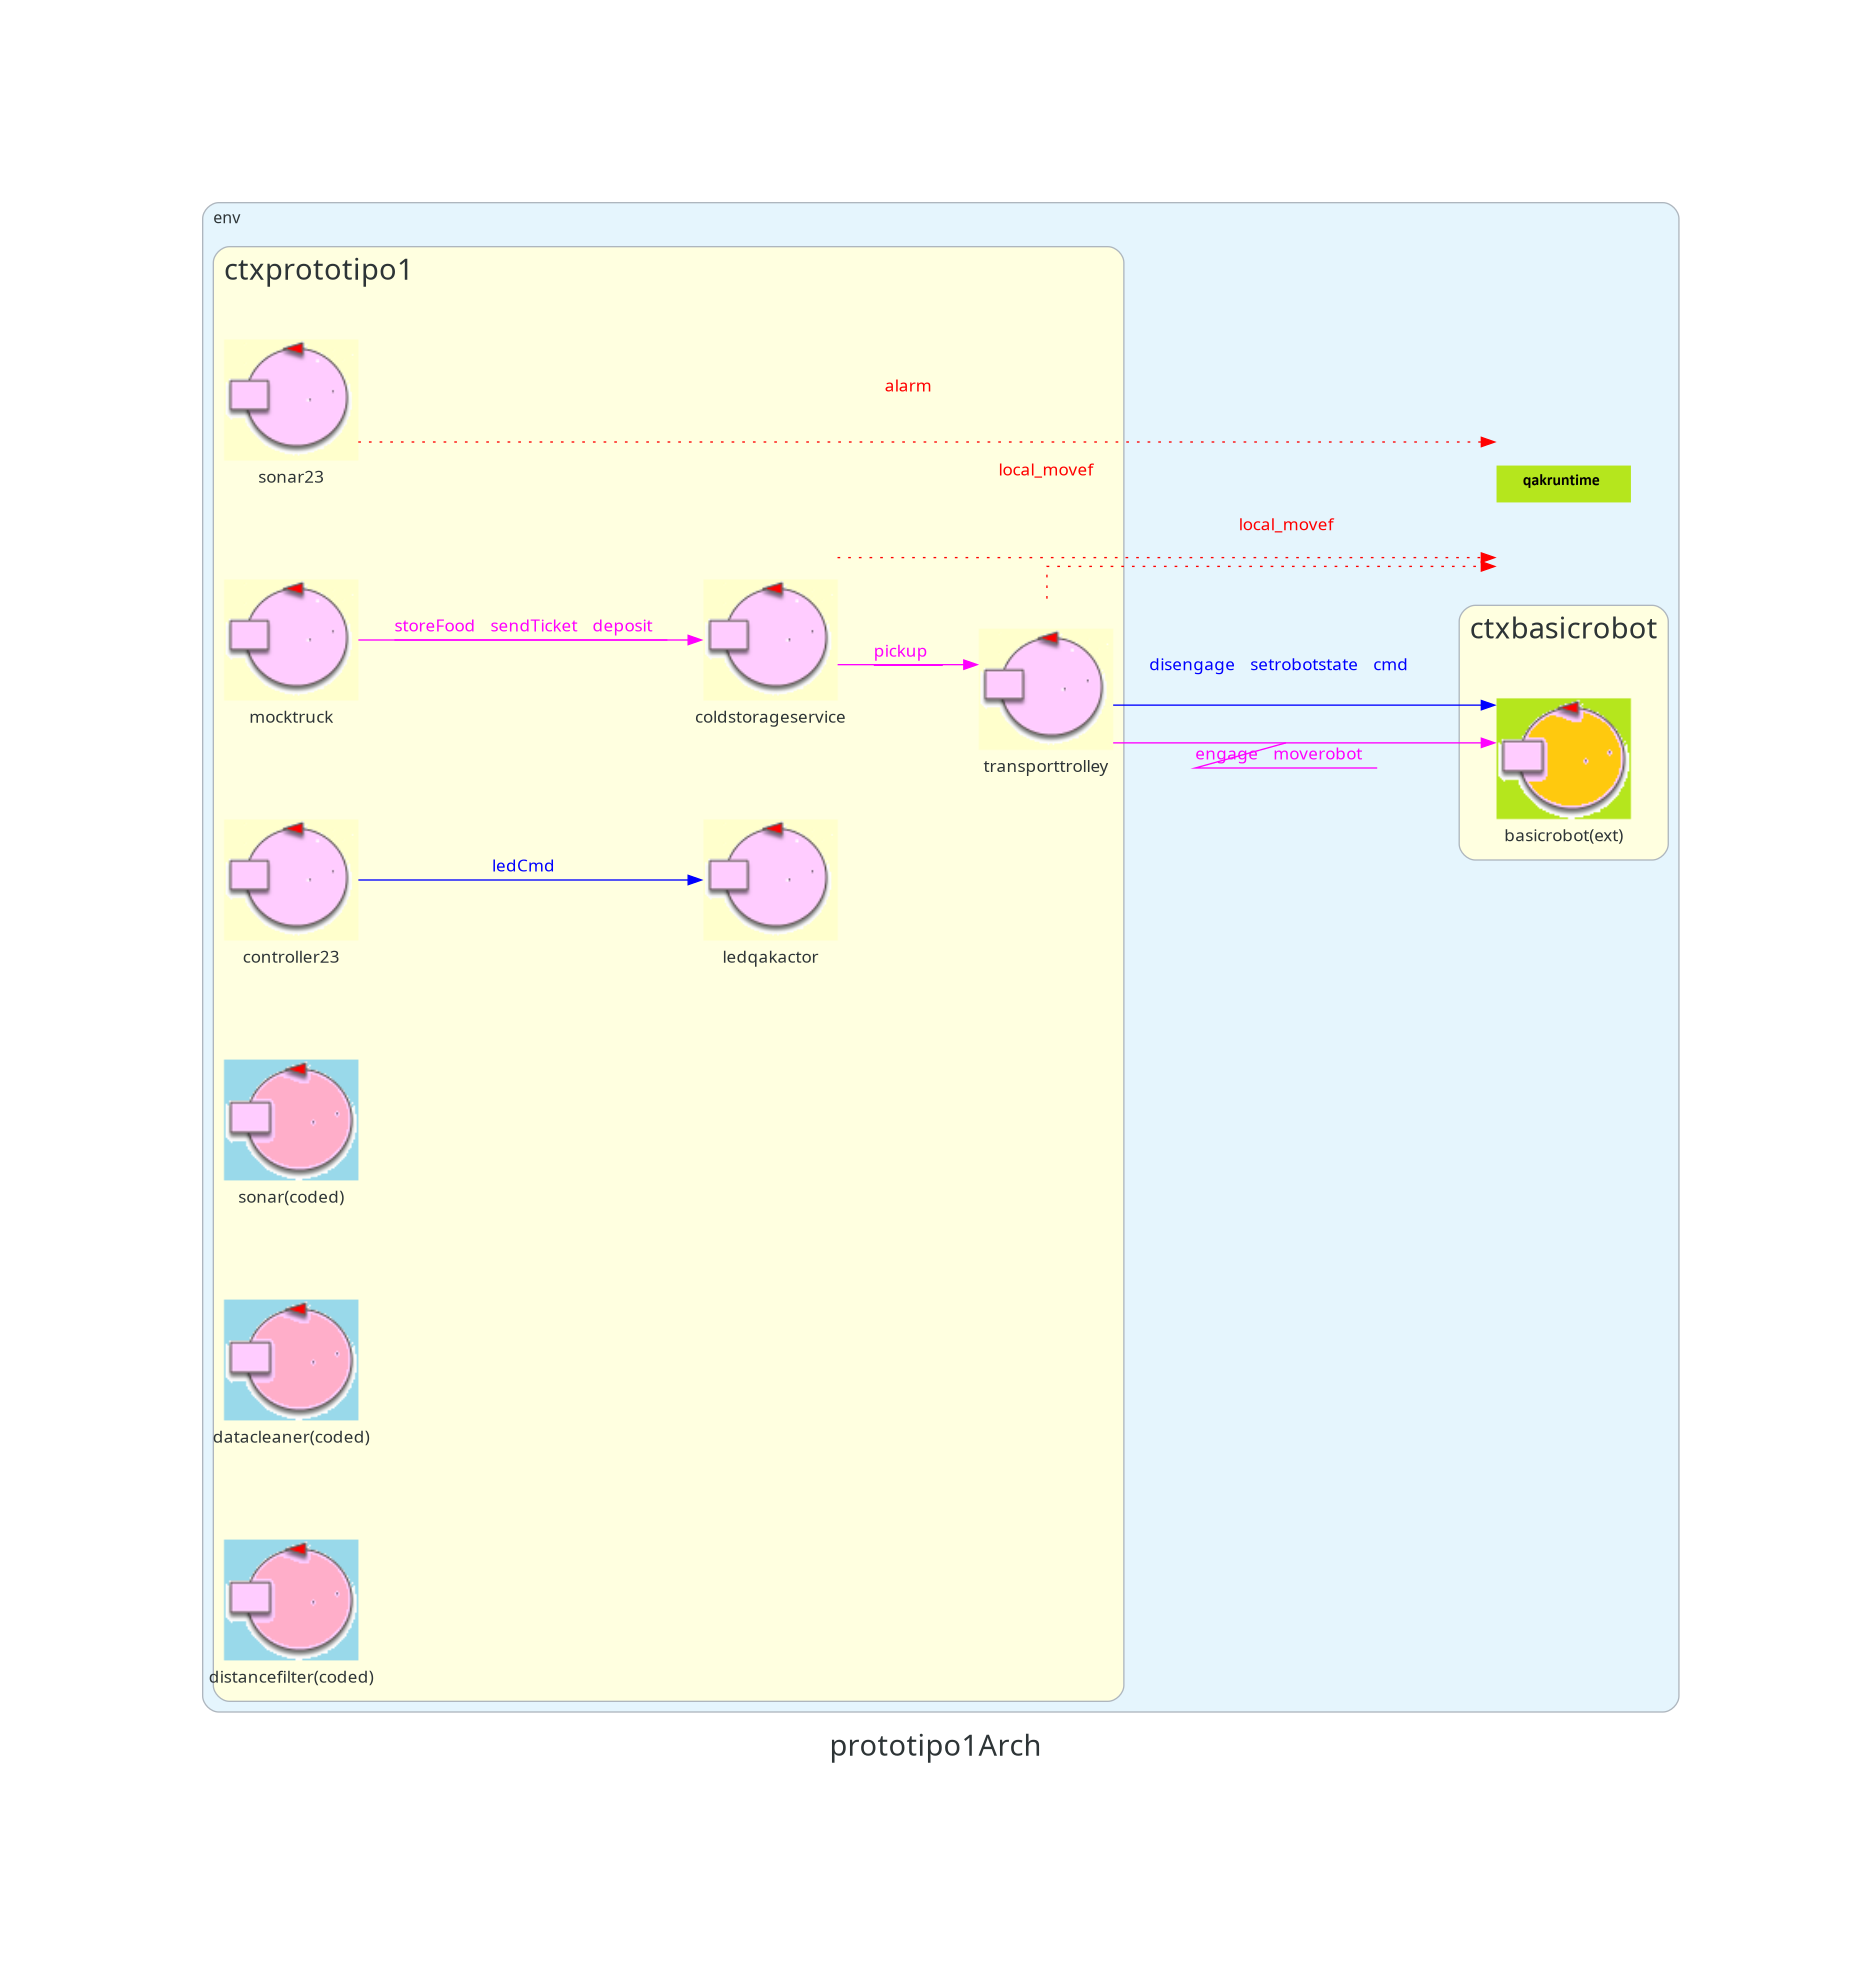 env
ctxprototipo1
alarm
local_movef
sonar23
qakruntime
local_movef
ctxbasicrobot
storeFood sendTicket deposit
pickup
disengage setrobotstate cmd
mocktruck
coldstorageservice
engage moverobot
transporttrolley
basicrobot(ext)
ledCmd
controller23
ledqakactor
sonar(coded)
datacleaner(coded)
distancefilter(coded)
prototipo1Arch